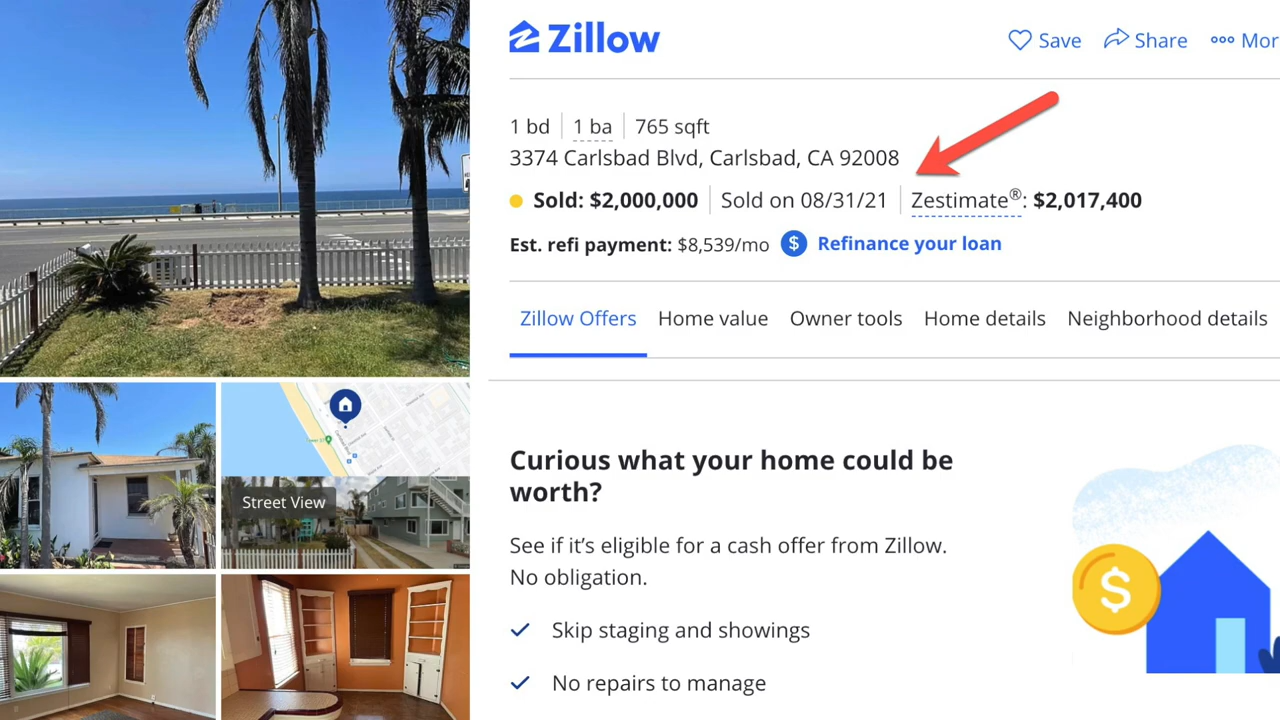 Zillow
Save Share Mor
1 bd 1 ba 765 sqft
3374 Carlsbad Blvd, Carlsbad, CA 92008
Sold: $2,000,000 Sold on 08/31/21 Zestimate®: $2,017,400
Est. refi payment: $8,539/mo $ Refinance your loan
Zillow Offers Home value Owner tools Home details Neighborhood details
Street View
Curious what your home could be
worth?
See if it’s eligible for a cash offer from Zillow.
No obligation.
$
Skip staging and showings
No repairs to manage